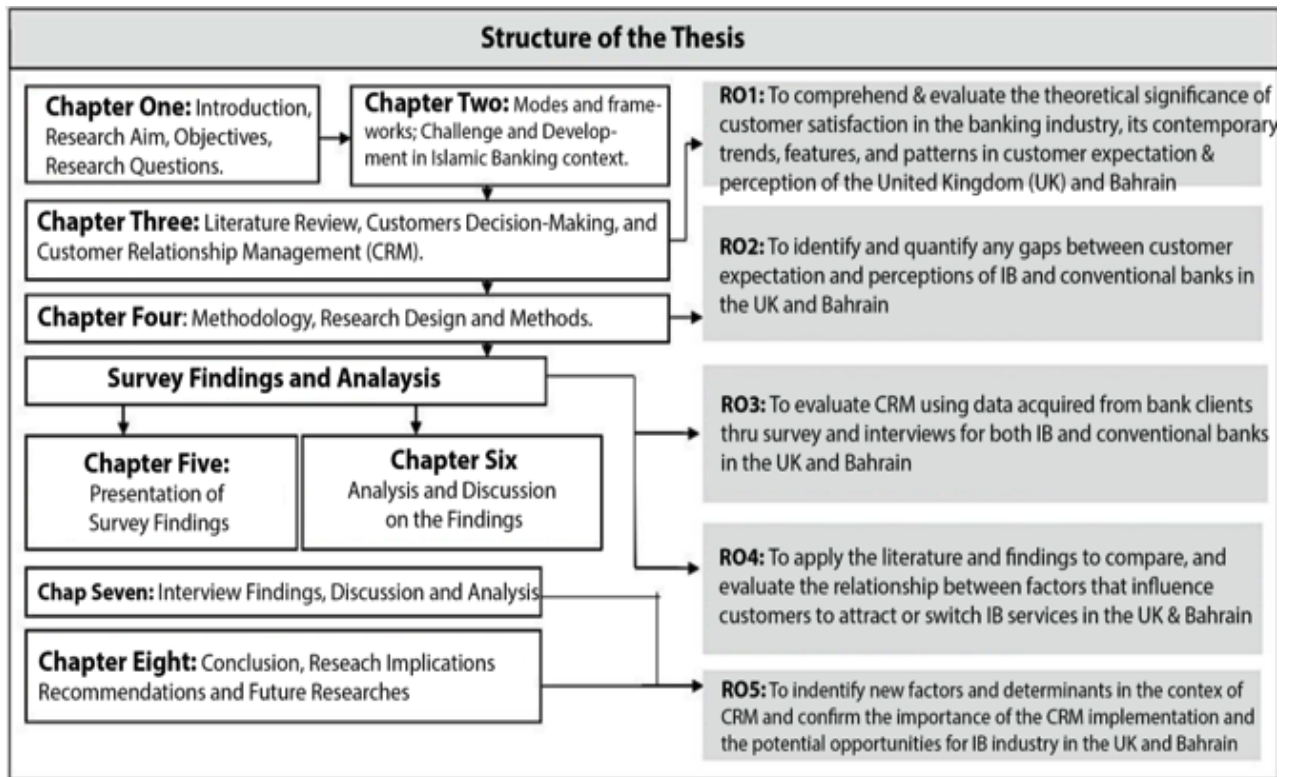 Structure of the Thesis
Chapter One: Introduction,
Research Aim, Objectives,
Research Questions.
Chapter Two: Modes and frame-
works; Challenge and Develop-
ment in Islamic Banking context.
RO1: To comprehend & evaluate the theoretical significance of
customer satisfaction in the banking industry, its contemporary
trends, features, and patterns in customer expectation &
perception of the United Kingdom (UK) and Bahrain
Chapter Three: Literature Review, Customers Decision-Making, and
Customer Relationship Management (CRM).
RO2: To identify and quantify any gaps between customer
expectation and perceptions of IB and conventional banks in
the UK and Bahrain
Chapter Four: Methodology, Research Design and Methods.
Survey Findings and Analaysis
RO3: To evaluate CRM using data acquired from bank clients
thru survey and interviews for both IB and conventional banks
in the UK and Bahrain
Chapter Five:
Presentation of
Survey Findings
Chapter Six
Analysis and Discussion
on the Findings
RO4: To apply the literature and findings to compare, and
evaluate the relationship between factors that influence
customers to attract or switch IB services in the UK & Bahrain
Chap Seven: Interview Findings, Discussion and Analysis
Chapter Eight: Conclusion, Reseach Implications
Recommendations and Future Researches
RO5: To indentify new factors and determinants in the contex of
CRM and confirm the importance of the CRM implementation and
the potential opportunities for IB industry in the UK and Bahrain